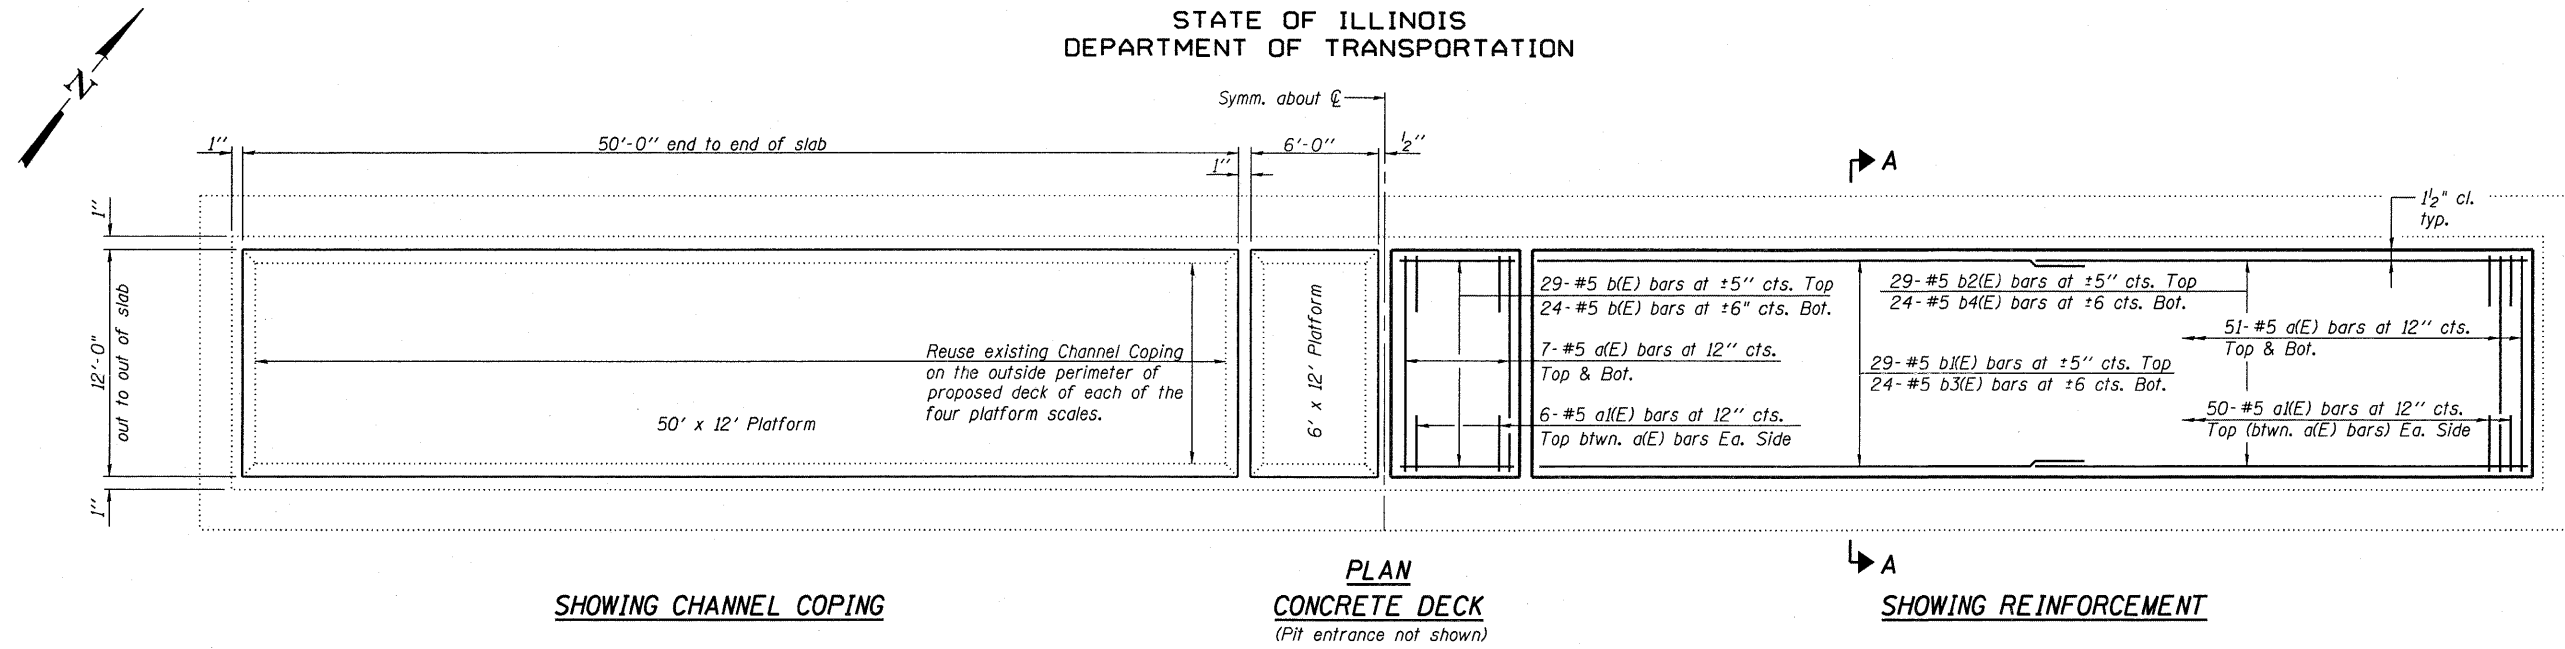 STATE OF ILLINOIS
DEPARTMENT OF TRANSPORTATION
N
Symm. about ℄
1"
50'-0" end to end of slab
1"
6'-0"
½"
A
1½" cl.
typ.
1"
12'-0"
out to out of slab
1"
Reuse existing Channel Coping
on the outside perimeter of
proposed deck of each of the
four platform scales.
50' x 12' Platform
6' x 12' Platform
29-#5 b(E) bars at ±5" cts. Top
24-#5 b(E) bars at ±6" cts. Bot.
7-#5 a(E) bars at 12" cts.
Top & Bot.
6-#5 a1(E) bars at 12" cts.
Top btwn. a(E) bars Ea. Side
29-#5 b2(E) bars at ±5" cts. Top
24-#5 b4(E) bars at ±6 cts. Bot.
51-#5 a(E) bars at 12" cts.
Top & Bot.
29-#5 b1(E) bars at ±5" cts. Top
24-#5 b3(E) bars at ±6 cts. Bot.
50-#5 a1(E) bars at 12" cts.
Top (btwn. a(E) bars) Ea. Side
A
SHOWING CHANNEL COPING
PLAN
CONCRETE DECK
(Pit entrance not shown)
SHOWING REINFORCEMENT